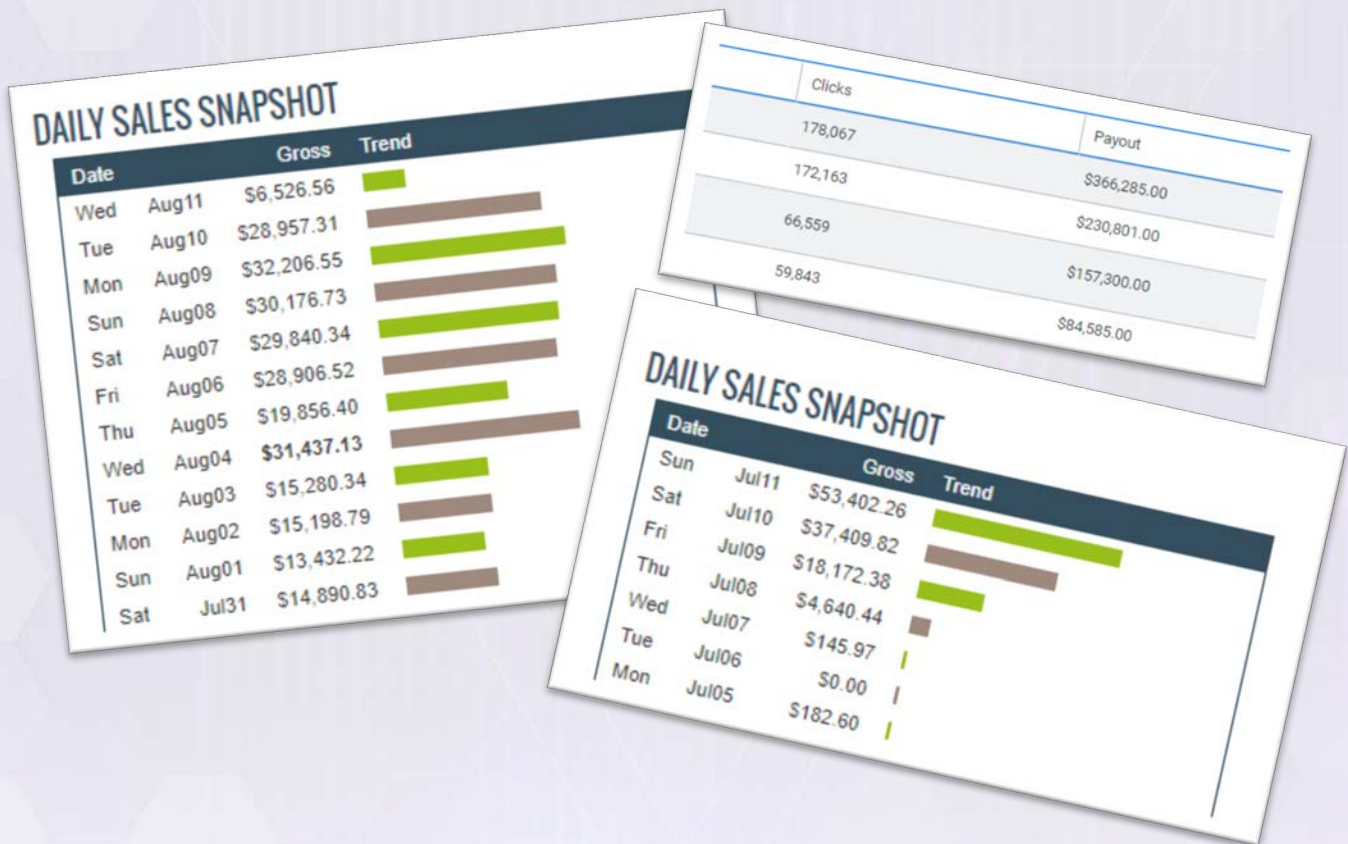 DAILY SALES SNAPSHOT
Date Gross Trend
Wed Aug11 $6,526.56
Tue Aug10 $28,957.31
Mon Aug09 $32,206.55
Sun Aug08 $30,176.73
Sat Aug07 $29,840.34
Fri Aug06 $28,906.52
Thu Aug05 $19,856.40
Wed Aug04 $31,437.13
Tue Aug03 $15,280.34
Mon Aug02 $15,198.79
Sun Aug01 $13,432.22
Sat Jul31 $14,890.83
Clicks Payout
178,067 $366,285.00
172,163 $230,801.00
66,559 $157,300.00
59,843 $84,585.00
DAILY SALES SNAPSHOT
Date Gross Trend
Sun Jul11 $53,402.26
Sat Jul10 $37,409.82
Fri Jul09 $18,172.38
Thu Jul08 $4,640.44
Wed Jul07 $145.97
Tue Jul06 $0.00
Mon Jul05 $182.60